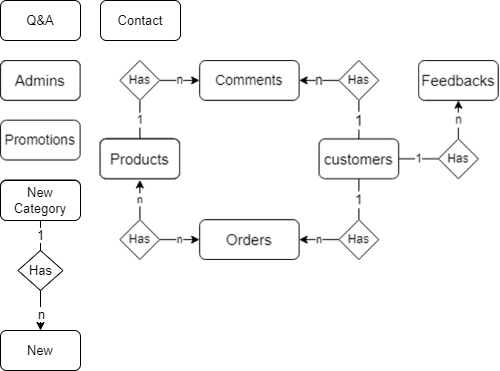 Q&A
Contact
Admins
Has
n
Comments
n
Has
Feedbacks
1
1
n
Promotions
Products
customers
1
Has
n
1
New
Category
1
Has
n
Orders
n
Has
Has
n
New